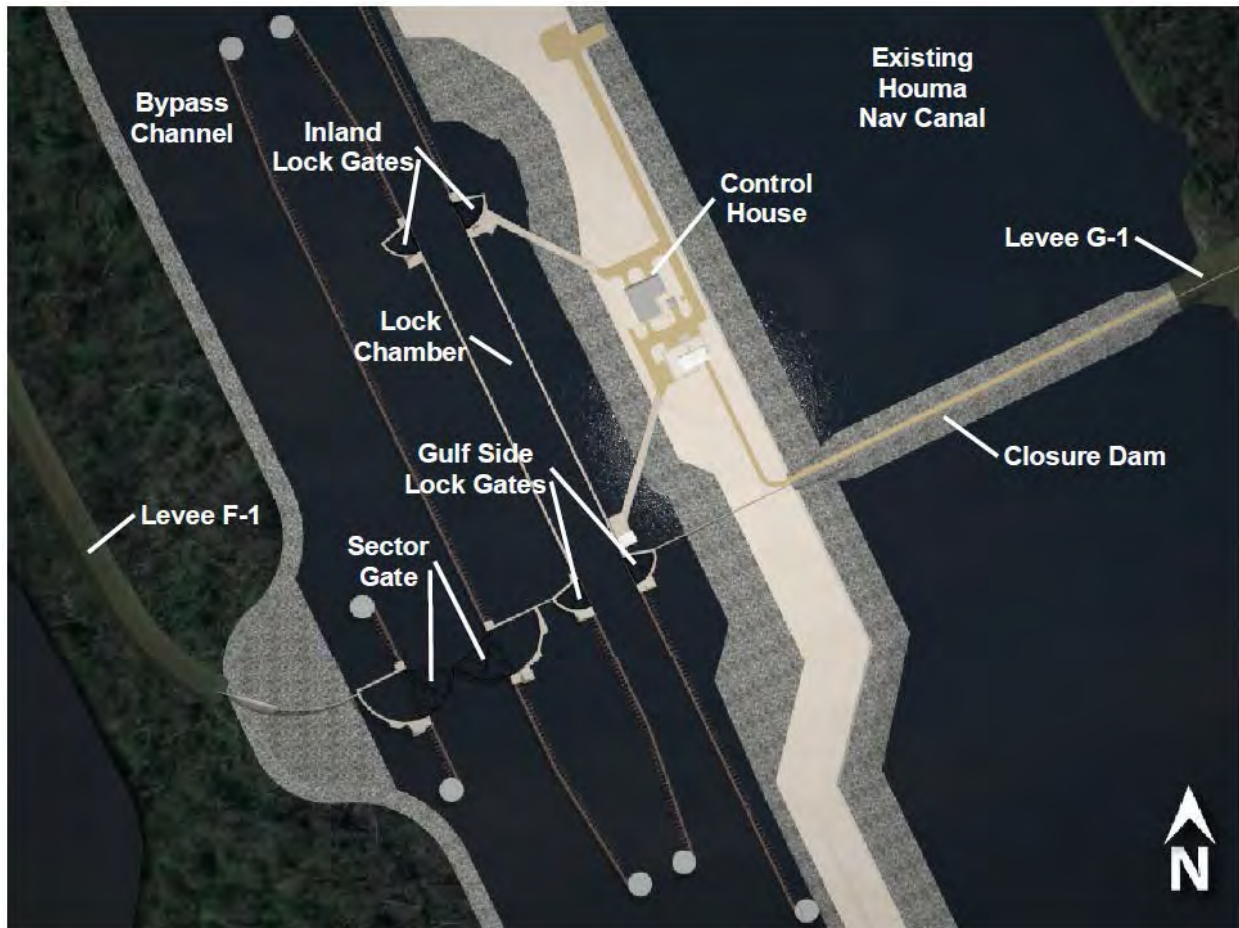 Existing
Houma
Nav Canal
Bypass
Channel
Inland
Lock Gates
Control
House
Levee G-1
Lock
Chamber
Gulf Side
Lock Gates
Closure Dam
Levee F-1
Sector
Gate
N